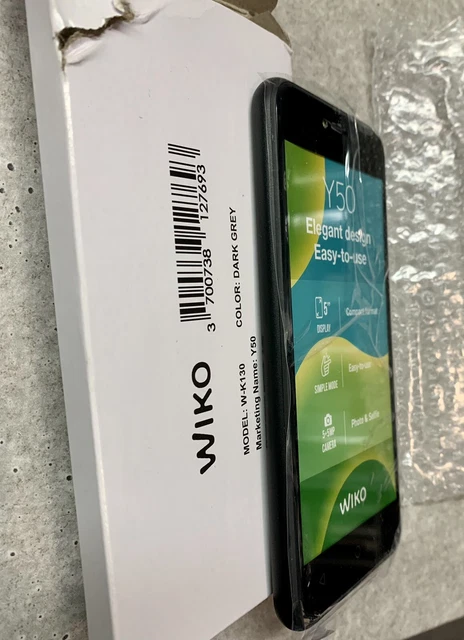 3 700738 127693
COLOR: DARK GREY
WIKO
MODEL: W-K130
Marketing Name: Y50
Y50
Elegant design
Easy-to-use
5"
DISPLAY
SIMPLE MODE
Easy-to-use
5+5MP
CAMERA
Photo & Selfie
WIKO